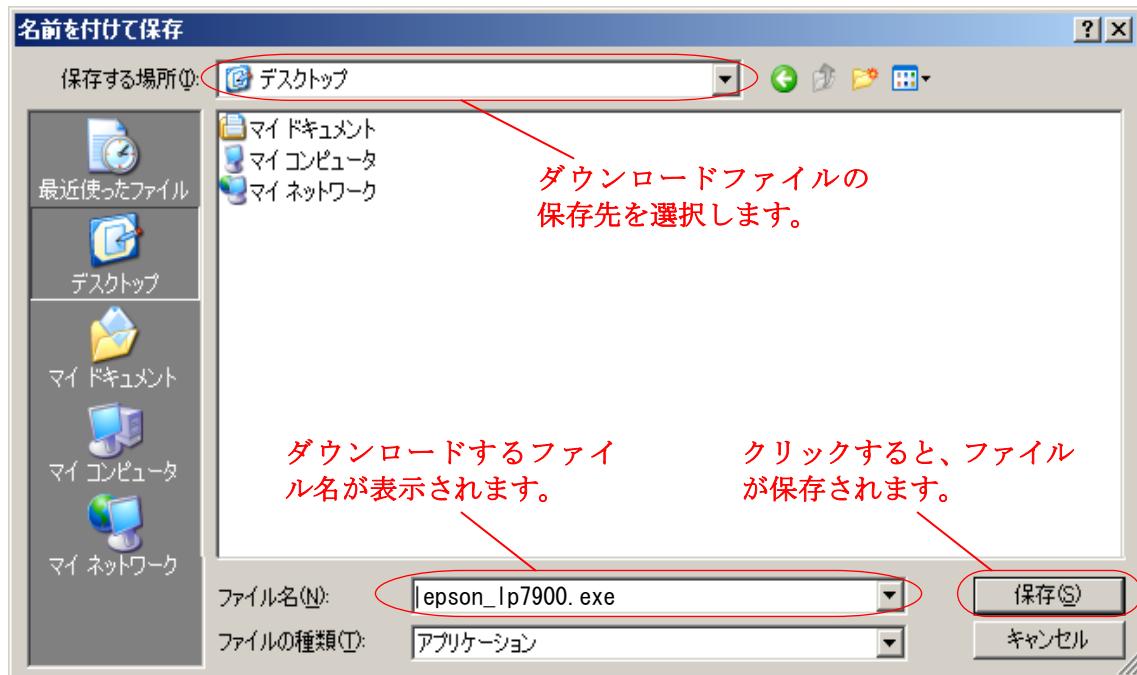 名前を付けて保存
保存する場所(I):
デスクトップ
マイ ドキュメント
マイ コンピュータ
マイ ネットワーク
最近使ったファイル
デスクトップ
マイ ドキュメント
マイ コンピュータ
マイ ネットワーク
ダウンロードファイルの
保存先を選択します。
ダウンロードするファイ
ル名が表示されます。
クリックすると、ファイル
が保存されます。
ファイル名(N):
epson_lp7900.exe
保存(S)
ファイルの種類(T):
アプリケーション
キャンセル